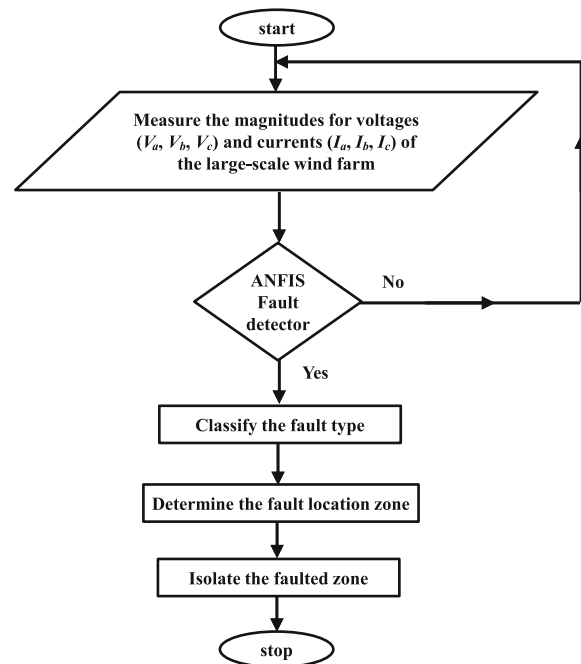 start
Measure the magnitudes for voltages
(Va, Vb, Vc) and currents (Ia, Ib, Ic) of
the large-scale wind farm
ANFIS
Fault
detector
No
Yes
Classify the fault type
Determine the fault location zone
Isolate the faulted zone
stop